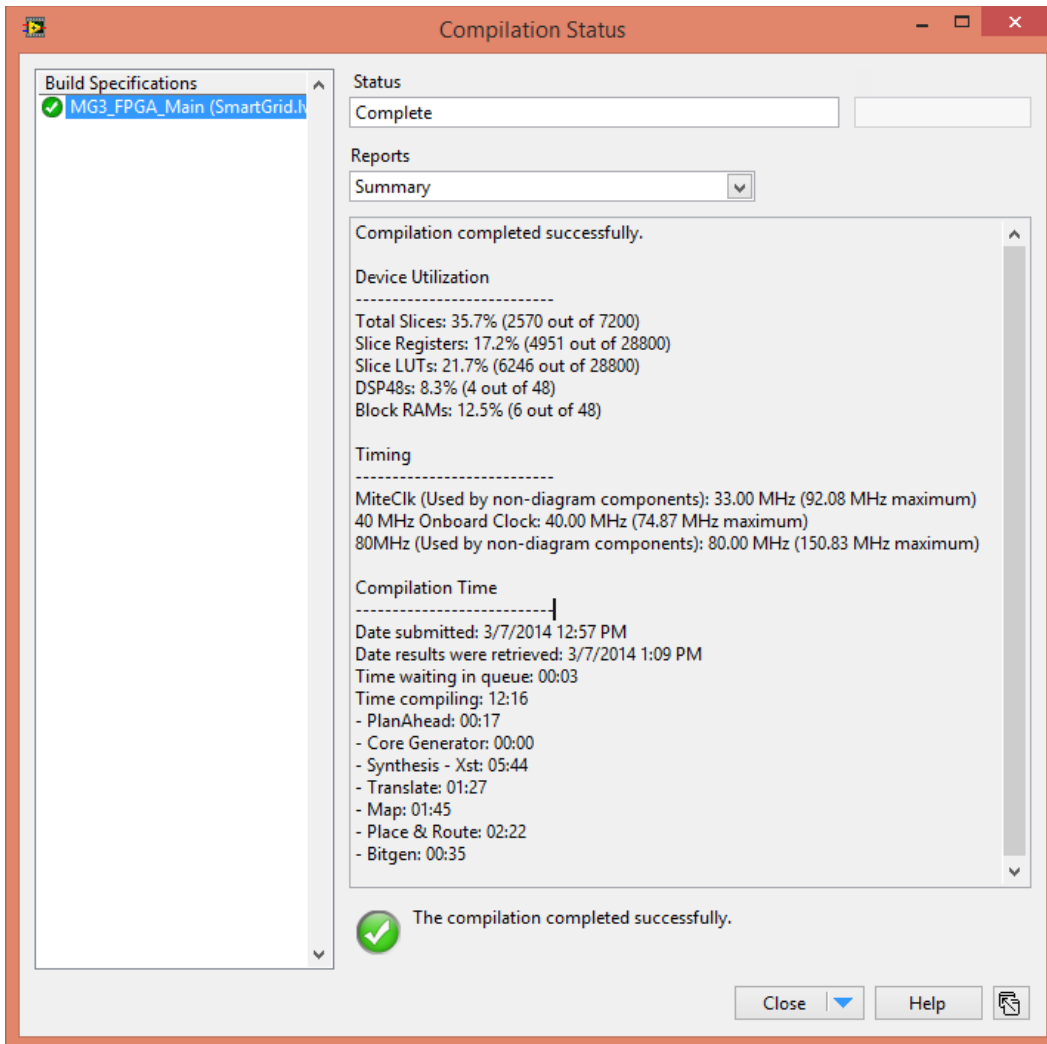 Compilation Status
Build Specifications
MG3_FPGA_Main (SmartGrid.lv
Status
Complete
Reports
Summary
Compilation completed successfully.
Device Utilization
---------------------------
Total Slices: 35.7% (2570 out of 7200)
Slice Registers: 17.2% (4951 out of 28800)
Slice LUTs: 21.7% (6246 out of 28800)
DSP48s: 8.3% (4 out of 48)
Block RAMs: 12.5% (6 out of 48)
Timing
---------------------------
MiteClk (Used by non-diagram components): 33.00 MHz (92.08 MHz maximum)
40 MHz Onboard Clock: 40.00 MHz (74.87 MHz maximum)
80MHz (Used by non-diagram components): 80.00 MHz (150.83 MHz maximum)
Compilation Time
---------------------------
Date submitted: 3/7/2014 12:57 PM
Date results were retrieved: 3/7/2014 1:09 PM
Time waiting in queue: 00:03
Time compiling: 12:16
- PlanAhead: 00:17
- Core Generator: 00:00
- Synthesis - Xst: 05:44
- Translate: 01:27
- Map: 01:45
- Place & Route: 02:22
- Bitgen: 00:35
The compilation completed successfully.
Close
Help